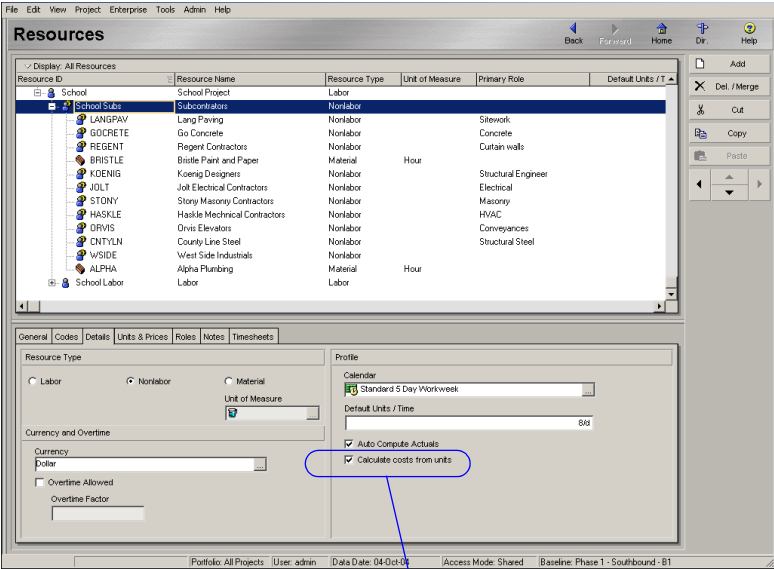 File Edit View Project Enterprise Tools Admin Help
Resources
Back Forward Home Dir. Help
Display: All Resources
Resource ID Resource Name Resource Type Unit of Measure Primary Role Default Units / T
School School Project Labor
School Subs Subcontrators Nonlabor
LANGPAV Lang Paving Nonlabor Sitework
GOCRETE Go Concrete Nonlabor Concrete
REGENT Regent Contractors Nonlabor Curtain walls
BRISTLE Bristle Paint and Paper Material Hour
KOENIG Koenig Designers Nonlabor Structural Engineer
JOLT Jolt Electrical Contractors Nonlabor Electrical
STONY Stony Masonry Contractors Nonlabor Masonry
HASKLE Haskle Mechnical Contractors Nonlabor HVAC
ORVIS Orvis Elevators Nonlabor Conveyances
CNTYLN County Line Steel Nonlabor Structural Steel
WSIDE West Side Industrials Nonlabor
ALPHA Alpha Plumbing Material Hour
School Labor Labor Labor
Add
Del. / Merge
Cut
Copy
Paste
General Codes Details Units & Prices Roles Notes Timesheets
Resource Type
Labor Nonlabor Material
Unit of Measure
...
Currency and Overtime
Currency
Dollar ...
Overtime Allowed
Overtime Factor
Profile
Calendar
Standard 5 Day Workweek ...
Default Units / Time
8/d
Auto Compute Actuals
Calculate costs from units
Portfolio: All Projects User: admin Data Date: 04-Oct-04 Access Mode: Shared Baseline: Phase 1 - Southbound - B1